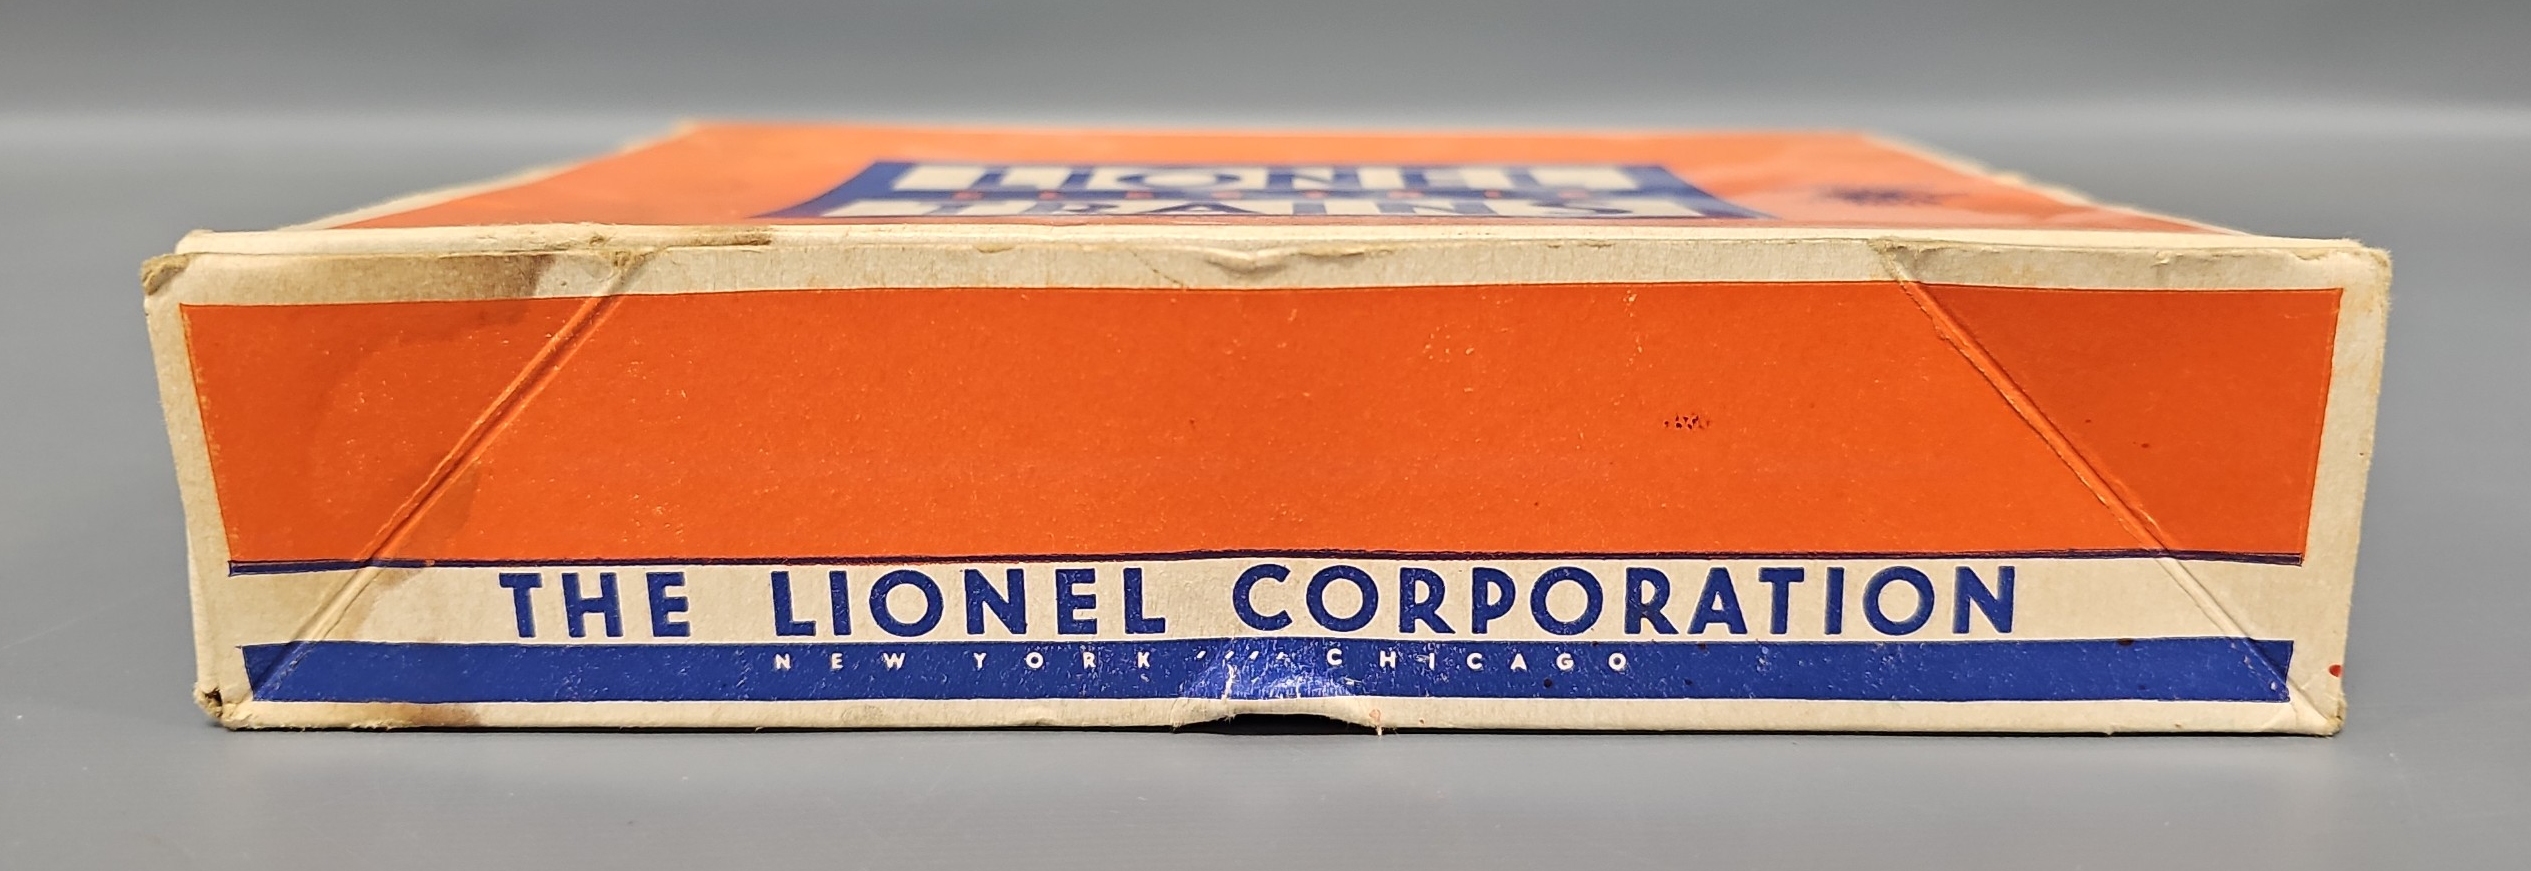 LIONEL
TRAINS
THE LIONEL CORPORATION
NEW YORK ‚‚‚ CHICAGO